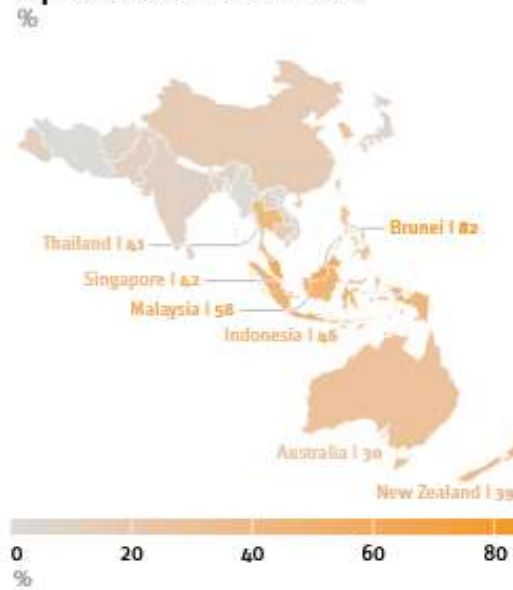 %
Brunei | 82
Thailand | 41
Singapore | 42
Malaysia | 58
Indonesia | 46
Australia | 30
New Zealand | 39
0 20 40 60 80
%